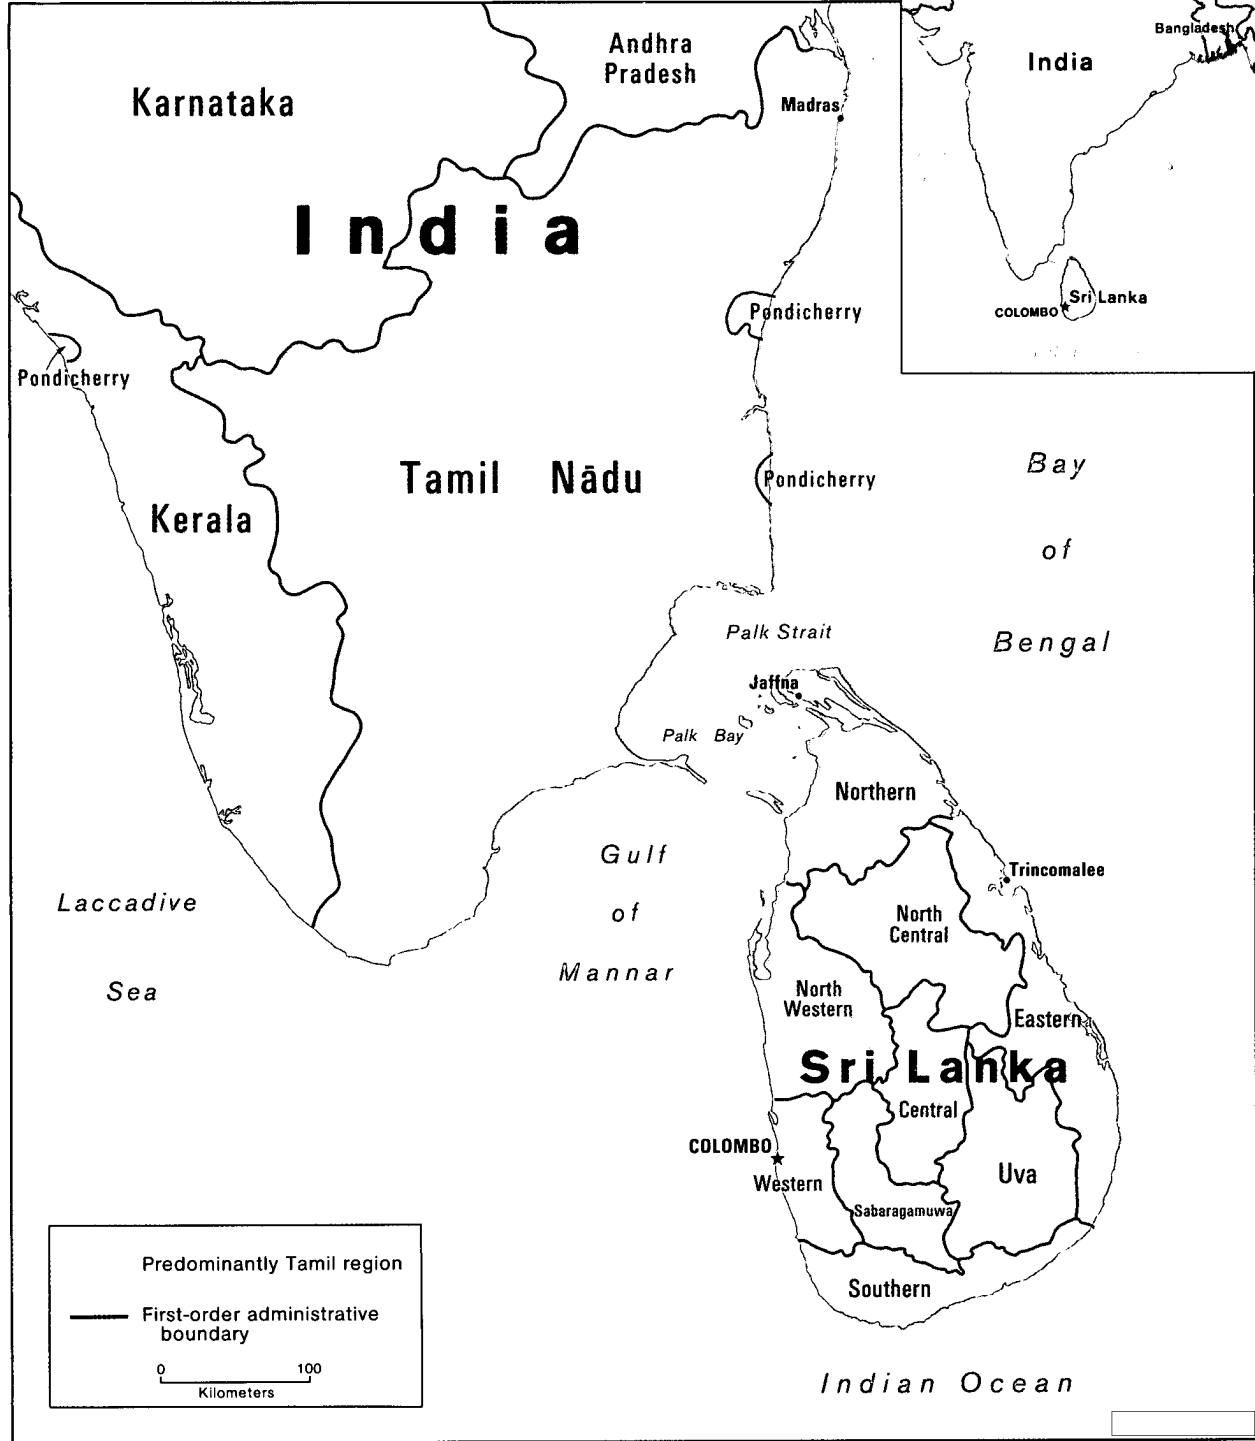 Andhra
Pradesh
Karnataka
Madras
India
Bangladesh
India
Sri Lanka
COLOMBO
Pondicherry
Pondicherry
Tamil Nādu
Pondicherry
Kerala
Bay
of
Bengal
Palk Strait
Jaffna
Palk Bay
Northern
Gulf
of
Mannar
Trincomalee
Laccadive
Sea
North
Central
North
Western
Eastern
Sri Lanka
Central
COLOMBO
Western
Uva
Sabaragamuwa
Southern
Predominantly Tamil region
First-order administrative
boundary
0 100
Kilometers
Indian Ocean